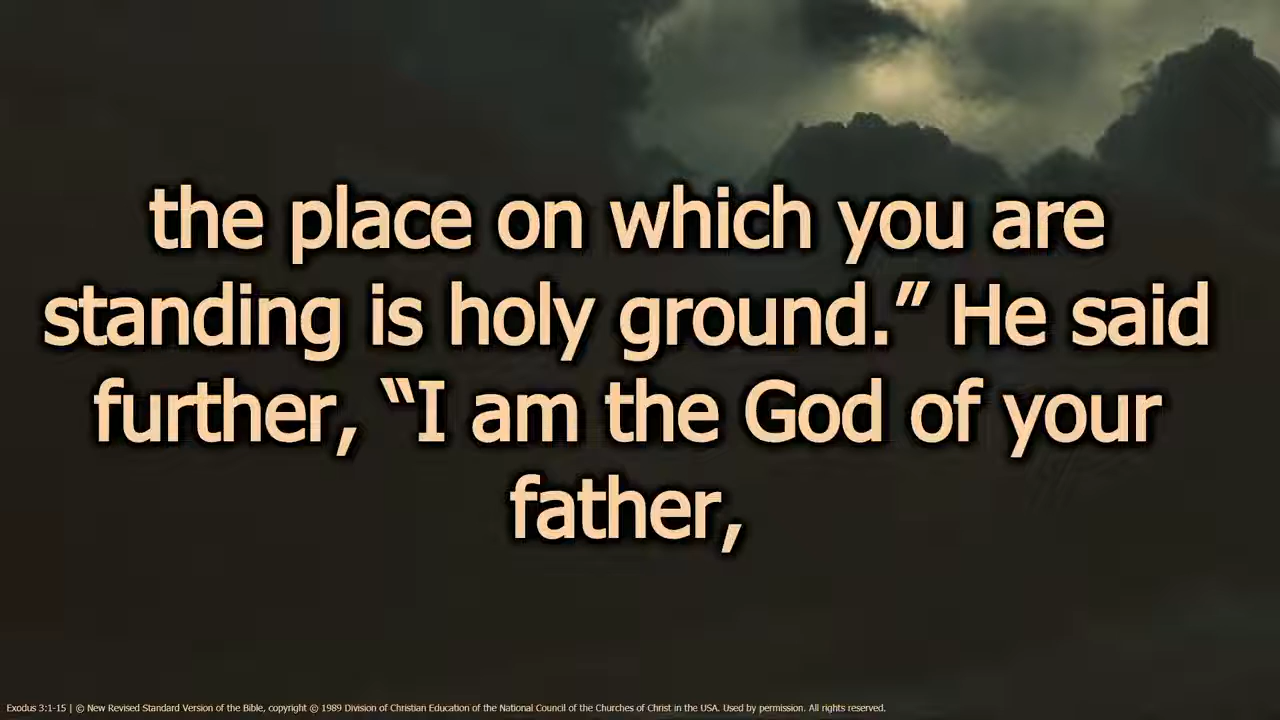 the place on which you are
standing is holy ground.” He said
further, “I am the God of your
father,
Exodus 3:1-15 | © New Revised Standard Version of the Bible, copyright © 1989 Division of Christian Education of the National Council of the Churches of Christ in the USA. Used by permission. All rights reserved.